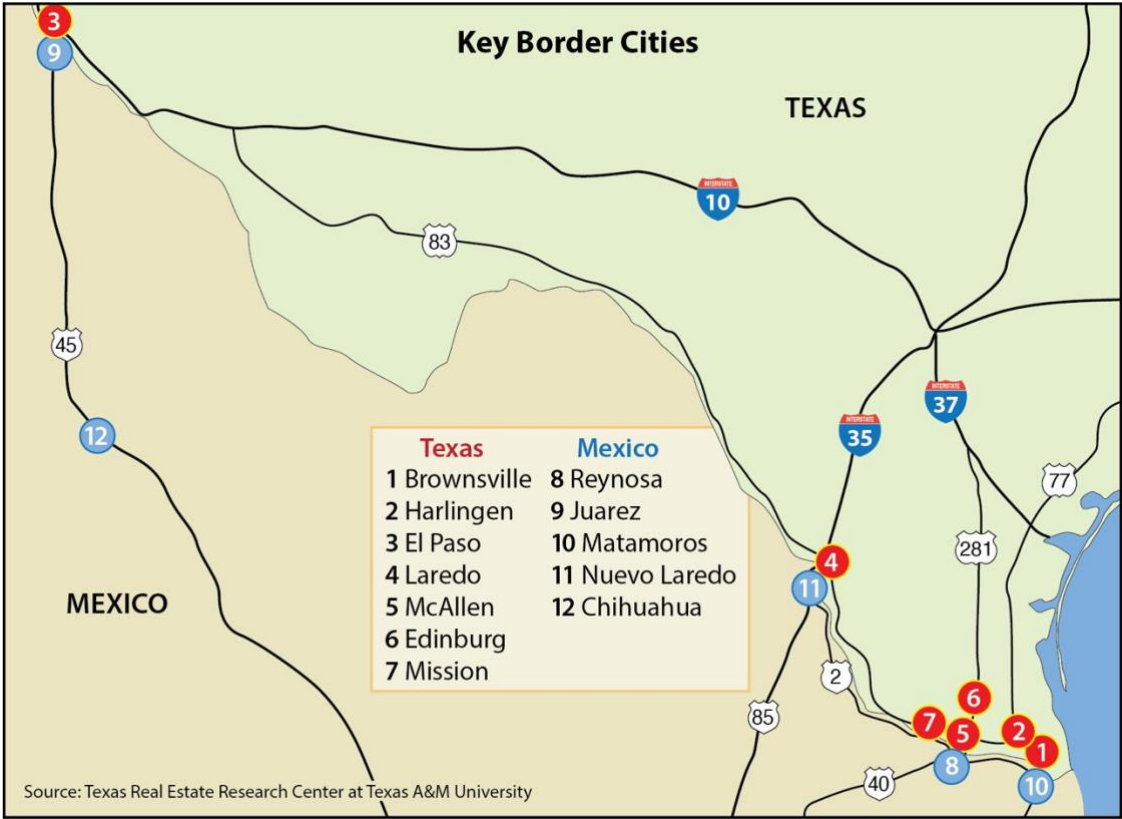 Key Border Cities
3
9
TEXAS
INTERSTATE
10
83
45
12
INTERSTATE
37
INTERSTATE
35
77
281
Texas Mexico
1 Brownsville 8 Reynosa
2 Harlingen 9 Juarez
3 El Paso 10 Matamoros
4 Laredo 11 Nuevo Laredo
5 McAllen 12 Chihuahua
6 Edinburg
7 Mission
MEXICO
4
11
2
85
6
7
5
2
1
8
10
40
Source: Texas Real Estate Research Center at Texas A&M University